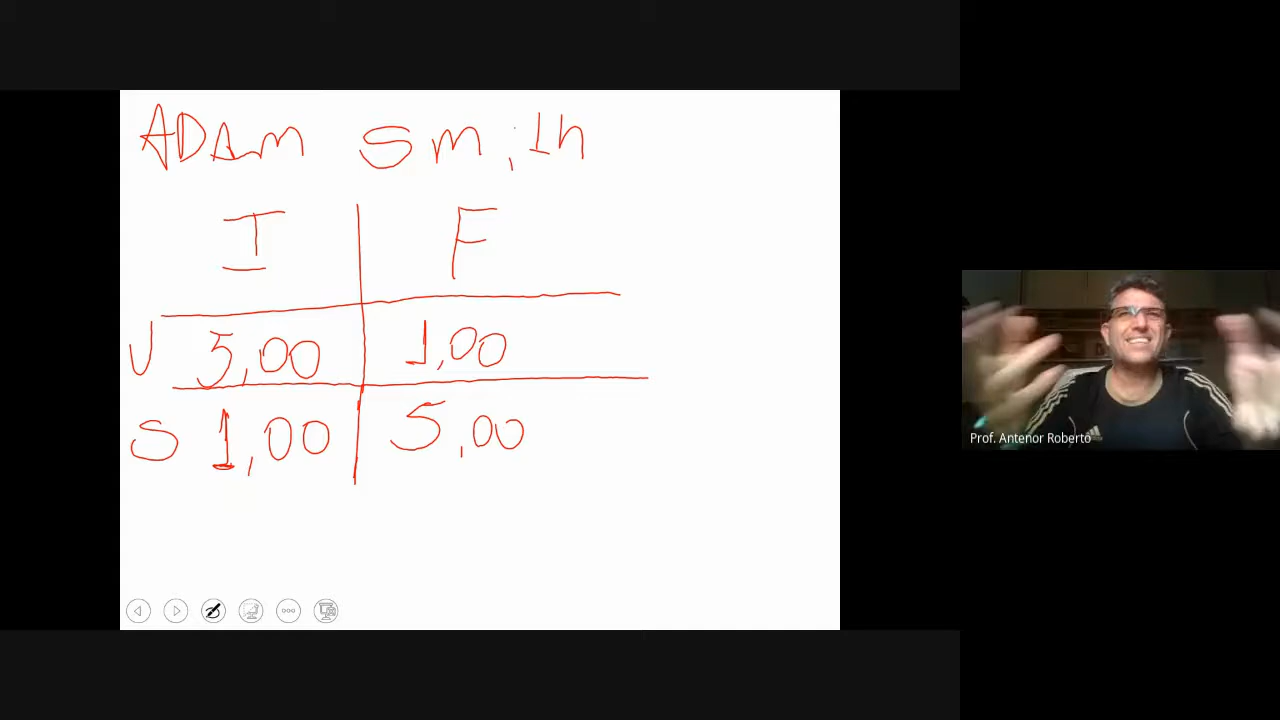 ADAM Smith
I F
V 5,00 1,00
S 1,00 5,00
Prof. Antenor Roberto